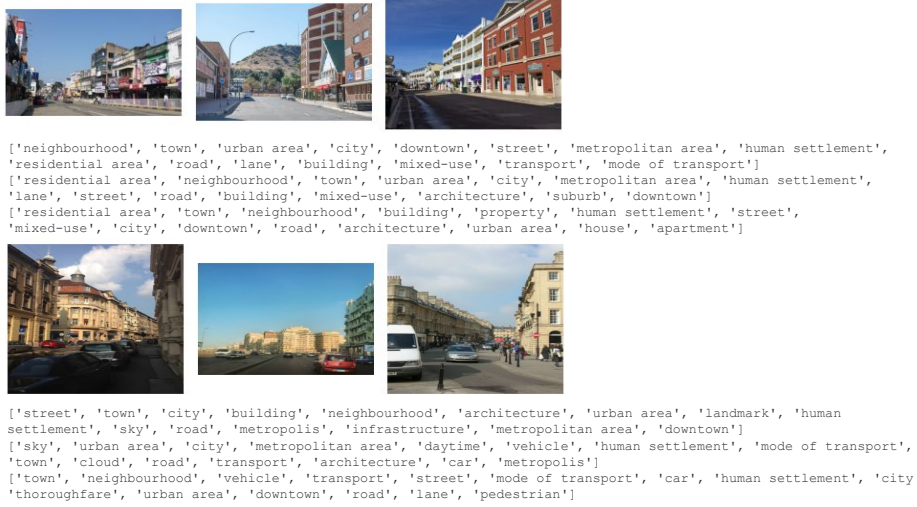 ['neighbourhood', 'town', 'urban area', 'city', 'downtown', 'street', 'metropolitan area', 'human settlement',
'residential area', 'road', 'lane', 'building', 'mixed-use', 'transport', 'mode of transport']
['residential area', 'neighbourhood', 'town', 'urban area', 'city', 'metropolitan area', 'human settlement',
'lane', 'street', 'road', 'building', 'mixed-use', 'architecture', 'suburb', 'downtown']
['residential area', 'town', 'neighbourhood', 'building', 'property', 'human settlement', 'street',
'mixed-use', 'city', 'downtown', 'road', 'architecture', 'urban area', 'house', 'apartment']
['street', 'town', 'city', 'building', 'neighbourhood', 'architecture', 'urban area', 'landmark', 'human
settlement', 'sky', 'road', 'metropolis', 'infrastructure', 'metropolitan area', 'downtown']
['sky', 'urban area', 'city', 'metropolitan area', 'daytime', 'vehicle', 'human settlement', 'mode of transport',
'town', 'cloud', 'road', 'transport', 'architecture', 'car', 'metropolis']
['town', 'neighbourhood', 'vehicle', 'transport', 'street', 'mode of transport', 'car', 'human settlement', 'city
'thoroughfare', 'urban area', 'downtown', 'road', 'lane', 'pedestrian']